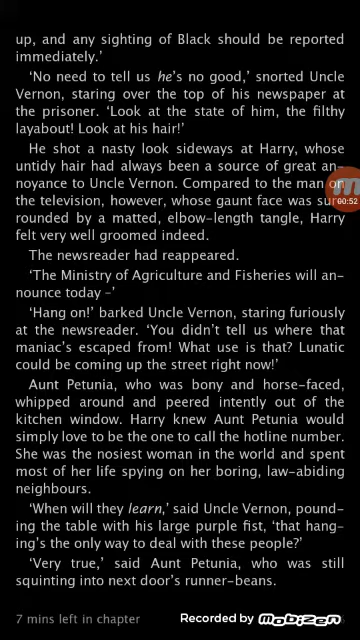 up, and any sighting of Black should be reported
immediately.’
‘No need to tell us he’s no good,’ snorted Uncle
Vernon, staring over the top of his newspaper at
the prisoner. ‘Look at the state of him, the filthy
layabout! Look at his hair!’
He shot a nasty look sideways at Harry, whose
untidy hair had always been a source of great an-
noyance to Uncle Vernon. Compared to the man on
the television, however, whose gaunt face was sur-
rounded by a matted, elbow-length tangle, Harry
felt very well groomed indeed.
The newsreader had reappeared.
‘The Ministry of Agriculture and Fisheries will an-
nounce today –’
‘Hang on!’ barked Uncle Vernon, staring furiously
at the newsreader. ‘You didn’t tell us where that
maniac’s escaped from! What use is that? Lunatic
could be coming up the street right now!’
Aunt Petunia, who was bony and horse-faced,
whipped around and peered intently out of the
kitchen window. Harry knew Aunt Petunia would
simply love to be the one to call the hotline number.
She was the nosiest woman in the world and spent
most of her life spying on her boring, law-abiding
neighbours.
‘When will they learn,’ said Uncle Vernon, pound-
ing the table with his large purple fist, ‘that hang-
ing’s the only way to deal with these people?’
‘Very true,’ said Aunt Petunia, who was still
squinting into next door’s runner-beans.
00:52
7 mins left in chapter
Recorded by Mobizen